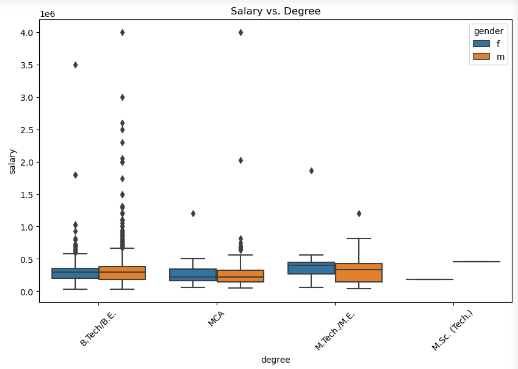 Salary vs. Degree
1e6
gender
f
m
4.0
3.5
3.0
2.5
2.0
1.5
1.0
0.5
0.0
salary
B.Tech/B.E.
MCA
M.Tech./M.E.
M.Sc. (Tech.)
degree